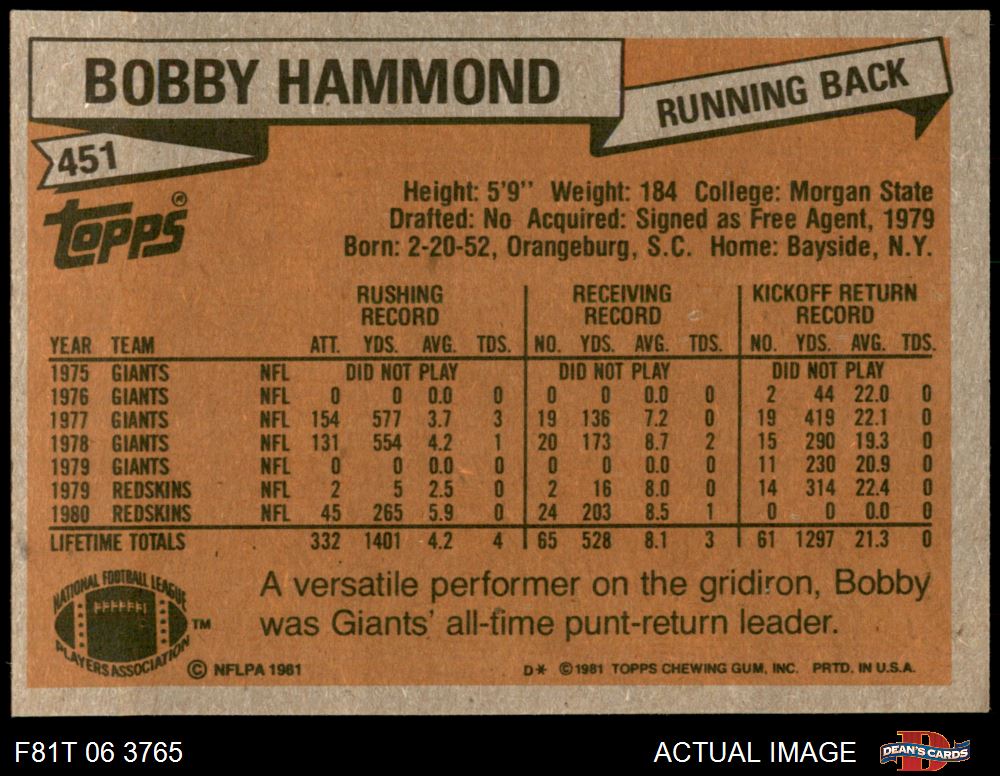 BOBBY HAMMOND
RUNNING BACK
451
topps®
Height: 5'9" Weight: 184 College: Morgan State
Drafted: No Acquired: Signed as Free Agent, 1979
Born: 2-20-52, Orangeburg, S.C. Home: Bayside, N.Y.
RUSHING RECORD RECEIVING RECORD KICKOFF RETURN RECORD
YEAR TEAM ATT. YDS. AVG. TDS. NO. YDS. AVG. TDS. NO. YDS. AVG. TDS.
1975 GIANTS NFL DID NOT PLAY DID NOT PLAY DID NOT PLAY
1976 GIANTS NFL 0 0 0.0 0 0 0 0.0 0 2 44 22.0 0
1977 GIANTS NFL 154 577 3.7 3 19 136 7.2 0 19 419 22.1 0
1978 GIANTS NFL 131 554 4.2 1 20 173 8.7 2 15 290 19.3 0
1979 GIANTS NFL 0 0 0.0 0 0 0 0.0 0 11 230 20.9 0
1979 REDSKINS NFL 2 5 2.5 0 2 16 8.0 0 14 314 22.4 0
1980 REDSKINS NFL 45 265 5.9 0 24 203 8.5 1 0 0 0.0 0
LIFETIME TOTALS 332 1401 4.2 4 65 528 8.1 3 61 1297 21.3 0
NATIONAL FOOTBALL LEAGUE
PLAYERS ASSOCIATION
TM
A versatile performer on the gridiron, Bobby
was Giants' all-time punt-return leader.
© NFLPA 1981 D* ©1981 TOPPS CHEWING GUM, INC. PRTD. IN U.S.A.
F81T 06 3765 ACTUAL IMAGE DEAN'S CARDS